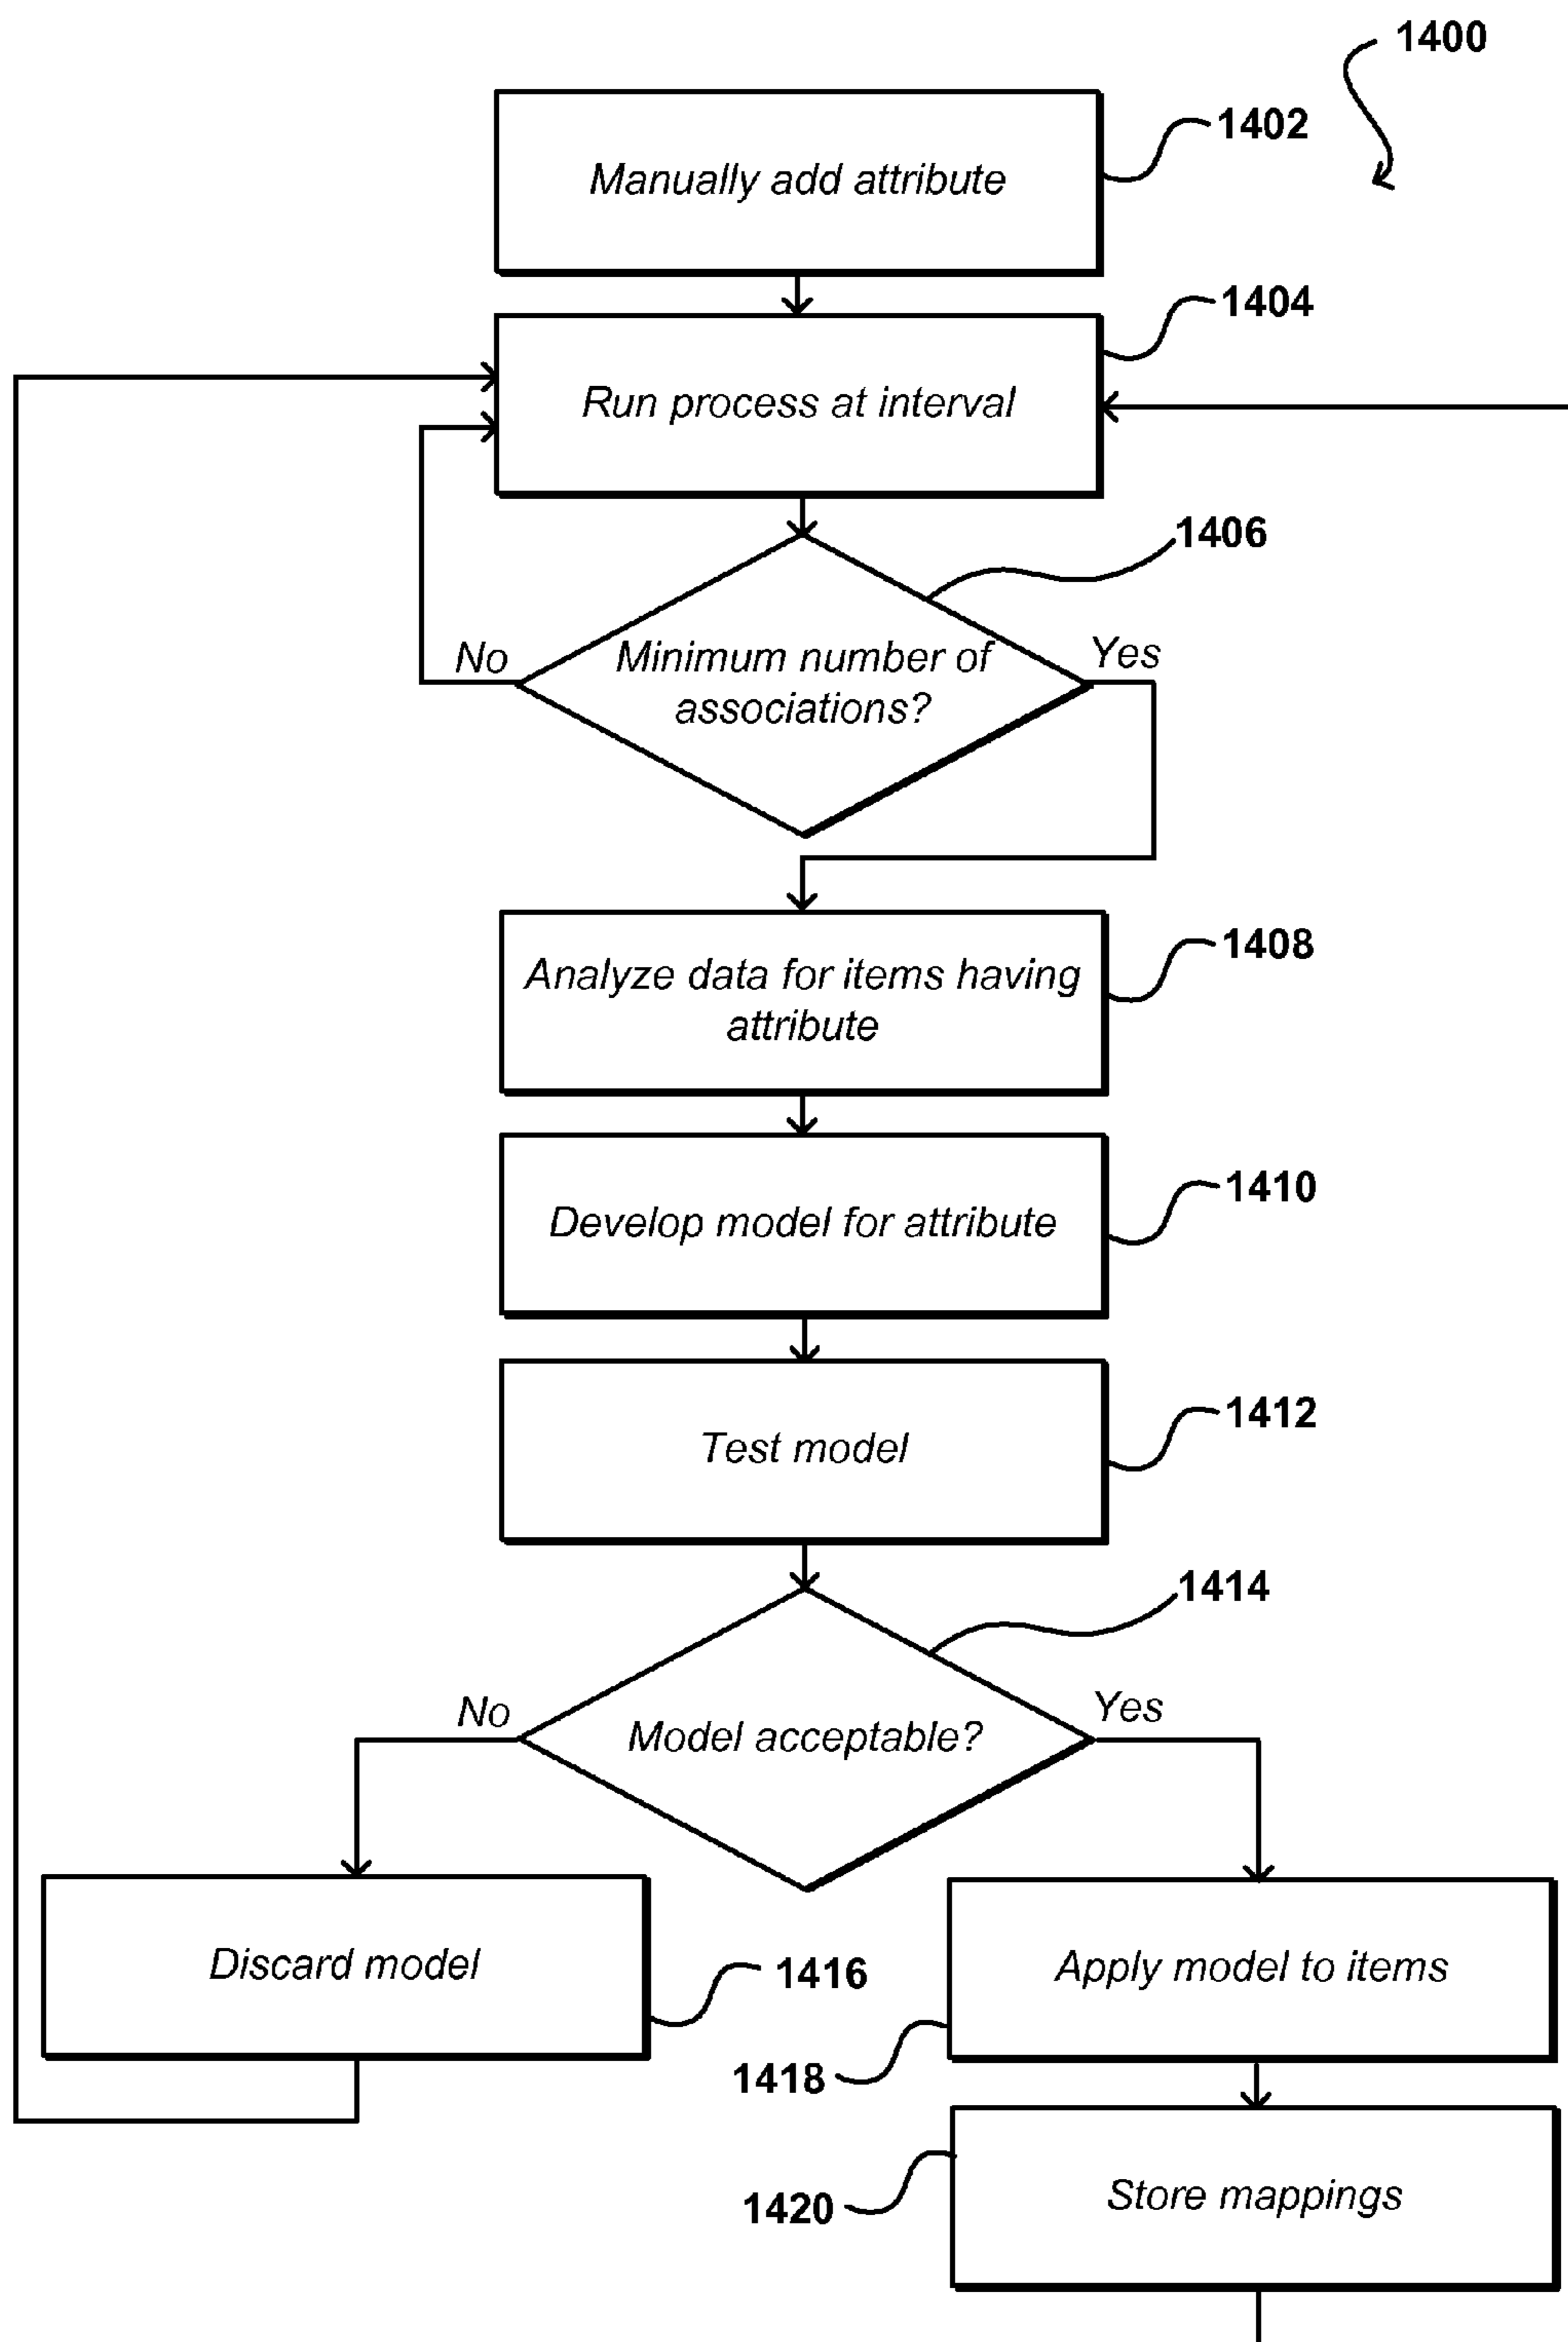 1400
Manually add attribute
1402
Run process at interval
1404
Minimum number of
associations?
1406
No
Yes
Analyze data for items having
attribute
1408
Develop model for attribute
1410
Test model
1412
Model acceptable?
1414
No
Yes
Discard model
1416
Apply model to items
1418
Store mappings
1420